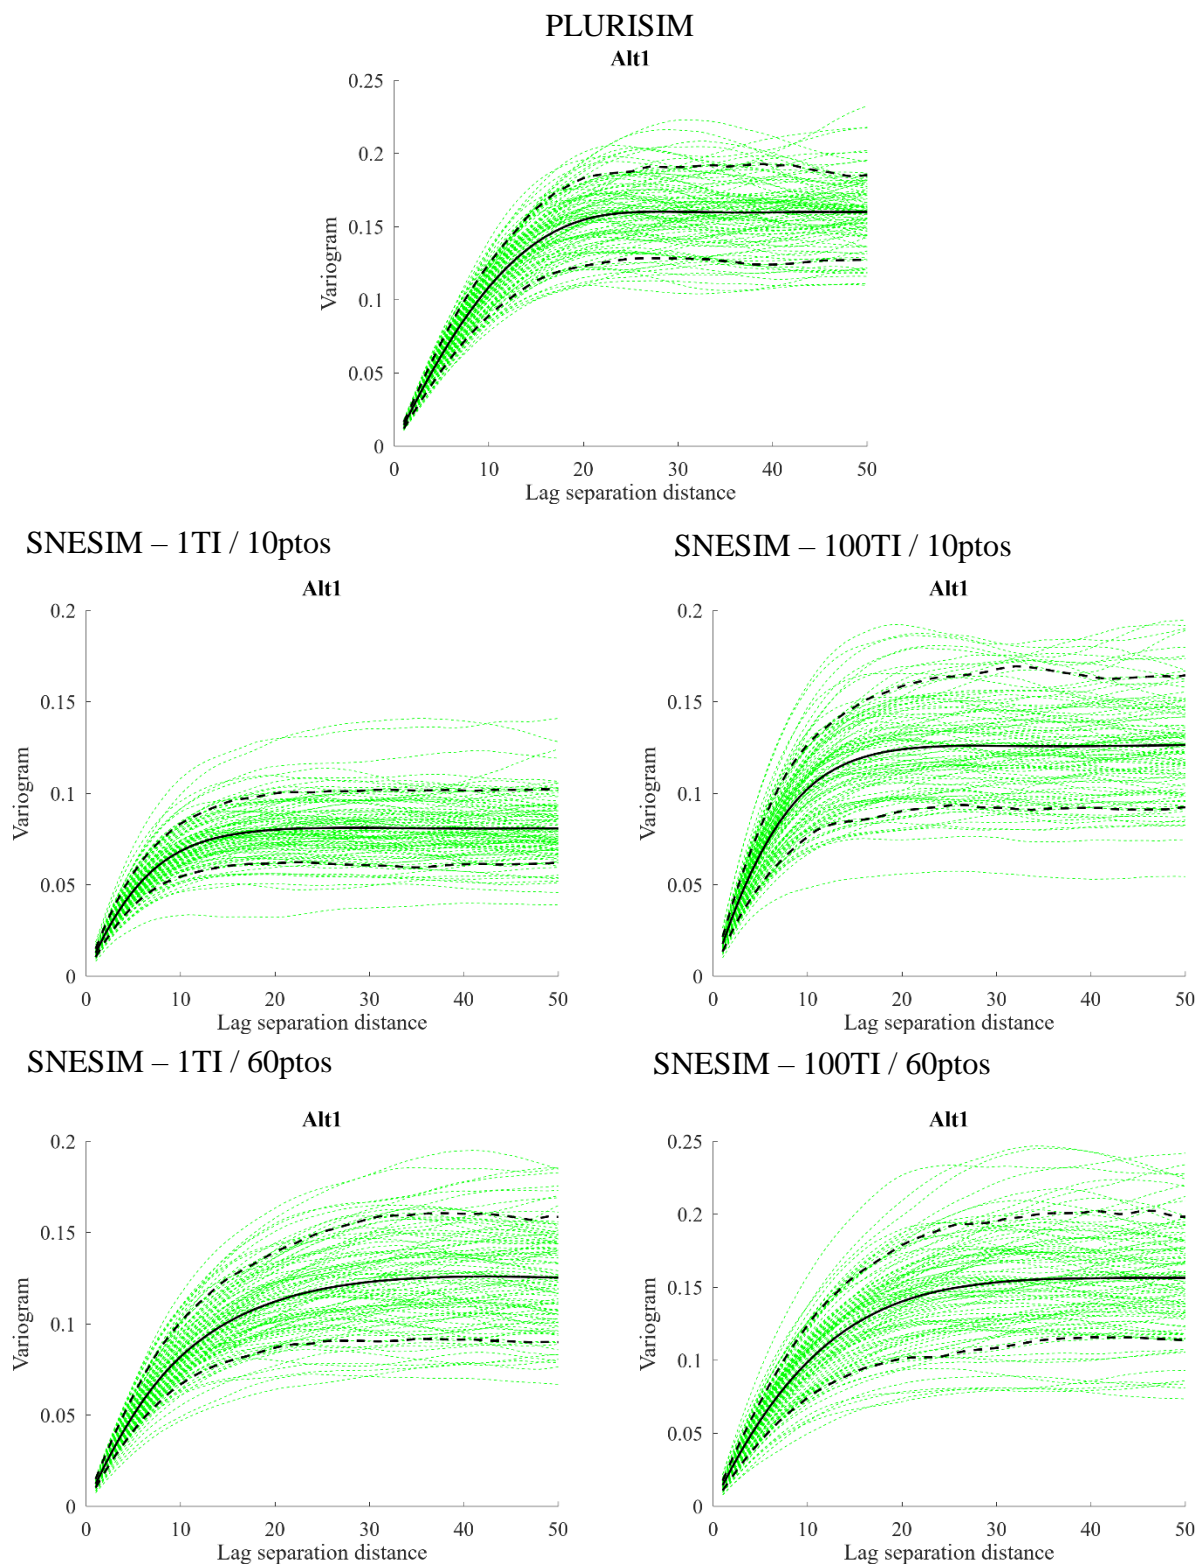 PLURISIM
Alt1
0.25
0.2
0.15
0.1
0.05
0
Variogram
0 10 20 30 40 50
Lag separation distance
SNESIM – 1TI / 10ptos
Alt1
0.2
0.15
0.1
0.05
0
Variogram
0 10 20 30 40 50
Lag separation distance
SNESIM – 100TI / 10ptos
Alt1
0.2
0.15
0.1
0.05
0
Variogram
0 10 20 30 40 50
Lag separation distance
SNESIM – 1TI / 60ptos
Alt1
0.2
0.15
0.1
0.05
0
Variogram
0 10 20 30 40 50
Lag separation distance
SNESIM – 100TI / 60ptos
Alt1
0.25
0.2
0.15
0.1
0.05
0
Variogram
0 10 20 30 40 50
Lag separation distance